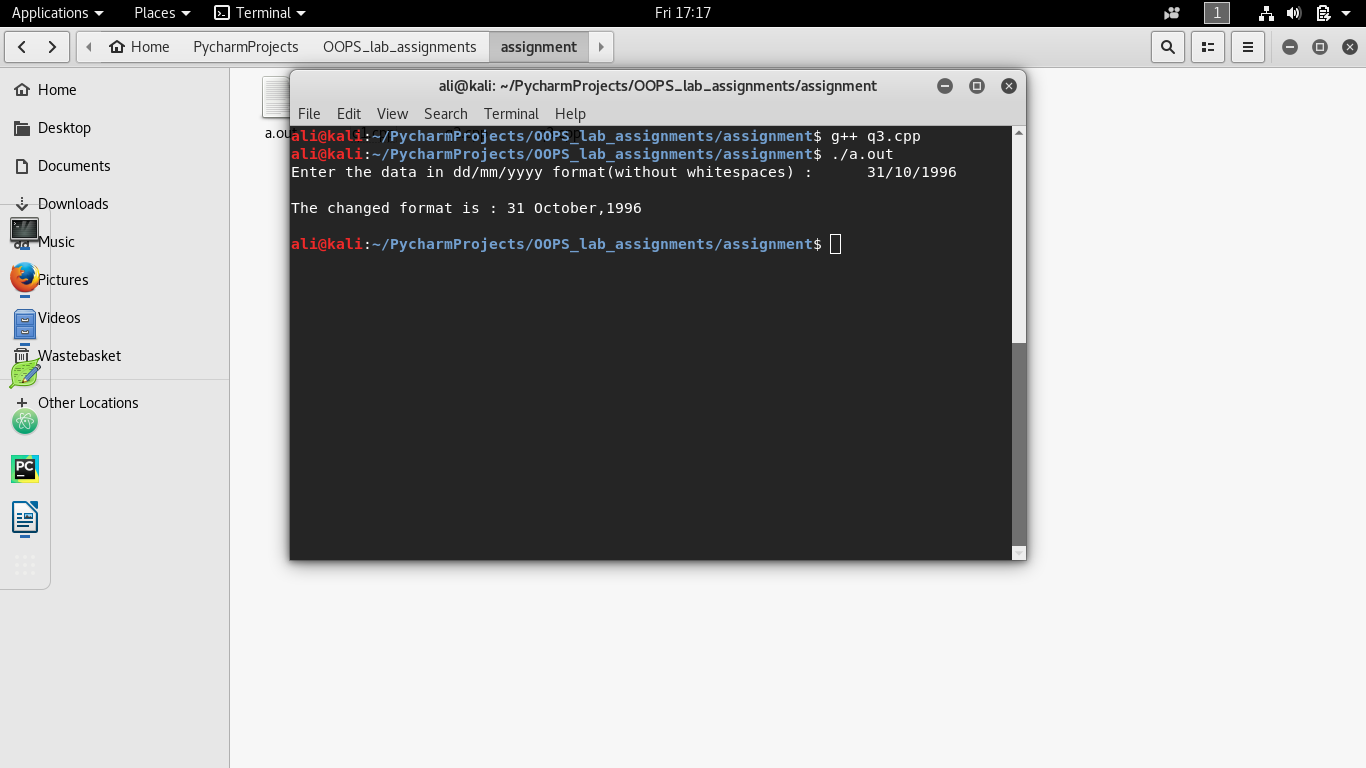 Applications Places Terminal Fri 17:17 1
Home PycharmProjects OOPS_lab_assignments assignment
Home
Desktop
Documents
Downloads
Music
Pictures
Videos
Wastebasket
Other Locations
PC
ali@kali: ~/PycharmProjects/OOPS_lab_assignments/assignment
File Edit View Search Terminal Help
ali@kali:~/PycharmProjects/OOPS_lab_assignments/assignment$ g++ q3.cpp
ali@kali:~/PycharmProjects/OOPS_lab_assignments/assignment$ ./a.out
Enter the data in dd/mm/yyyy format(without whitespaces) : 31/10/1996
The changed format is : 31 October,1996
ali@kali:~/PycharmProjects/OOPS_lab_assignments/assignment$